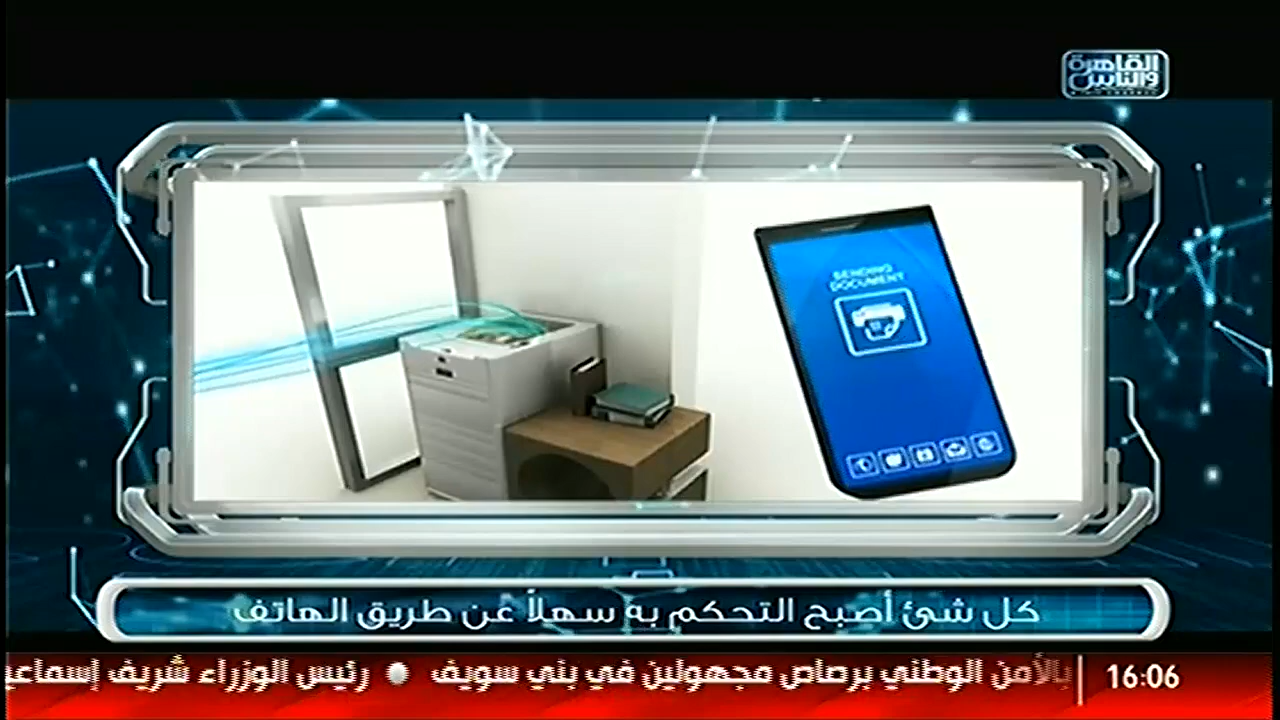 القاهرة
والناس
SENDING
DOCUMENT
كل شئ أصبح التحكم به سهلاً عن طريق الهاتف
16:06
بالأمن الوطني برصاص مجهولين في بني سويف ● رئيس الوزراء شريف إسماعي